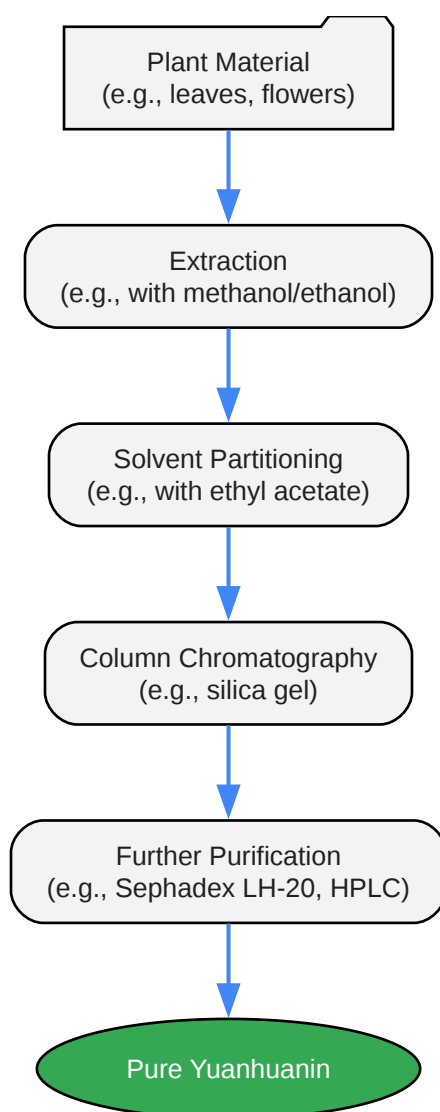 Plant Material
(e.g., leaves, flowers)
Extraction
(e.g., with methanol/ethanol)
Solvent Partitioning
(e.g., with ethyl acetate)
Column Chromatography
(e.g., silica gel)
Further Purification
(e.g., Sephadex LH-20, HPLC)
Pure Yuanhuanin